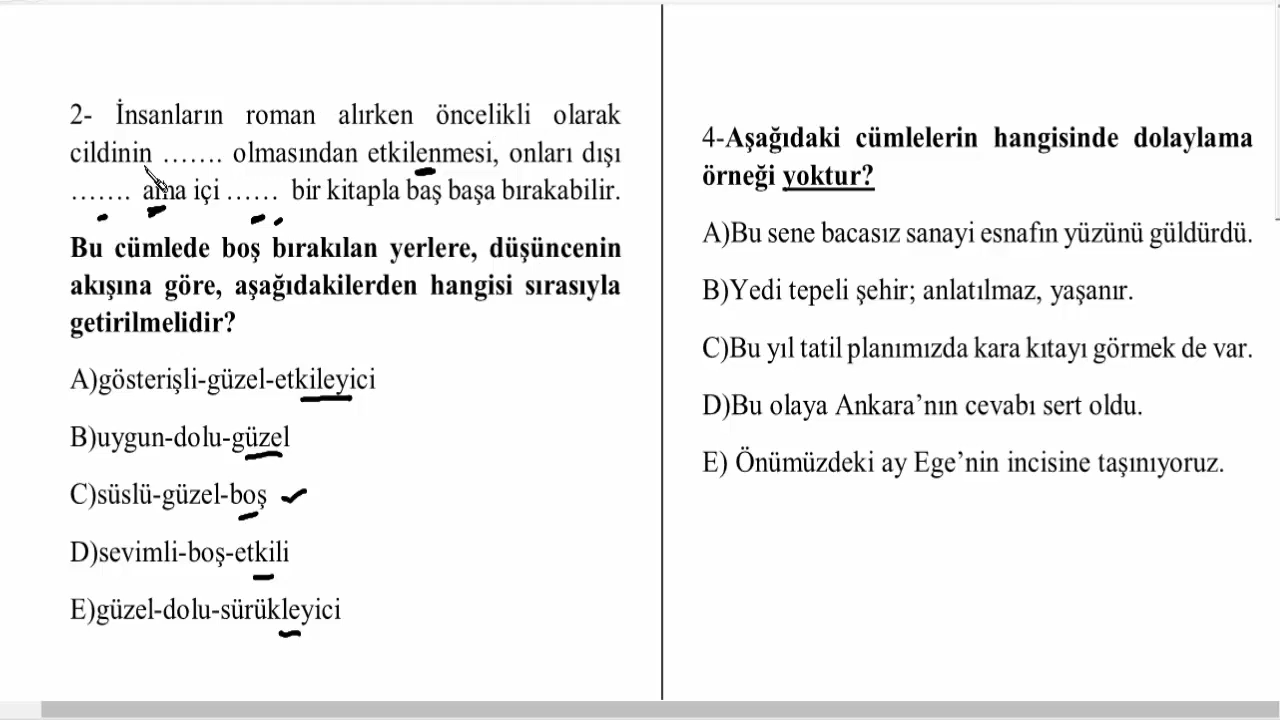 2- İnsanların roman alırken öncelikli olarak
cildinin ....... olmasından etkilenmesi, onları dışı
....... ama içi ...... bir kitapla baş başa bırakabilir.
Bu cümlede boş bırakılan yerlere, düşüncenin
akışına göre, aşağıdakilerden hangisi sırasıyla
getirilmelidir?
A)gösterişli-güzel-etkileyici
B)uygun-dolu-güzel
C)süslü-güzel-boş
D)sevimli-boş-etkili
E)güzel-dolu-sürükleyici
4-Aşağıdaki cümlelerin hangisinde dolaylama
örneği yoktur?
A)Bu sene bacasız sanayi esnafın yüzünü güldürdü.
B)Yedi tepeli şehir; anlatılmaz, yaşanır.
C)Bu yıl tatil planımızda kara kıtayı görmek de var.
D)Bu olaya Ankara’nın cevabı sert oldu.
E) Önümüzdeki ay Ege’nin incisine taşınıyoruz.